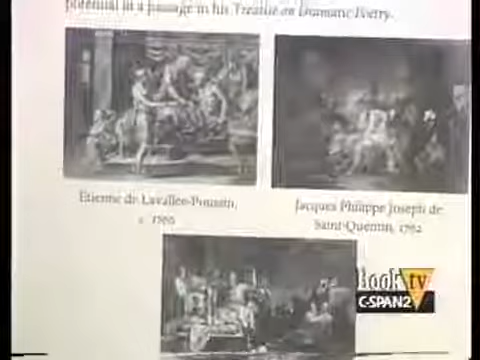 potential in a passage in his Treatise on Dramatic Poetry.
Etienne de Lavallée-Poussin,
c. 1760
Jacques Philippe Joseph de
Saint-Quentin, 1762
Book tv
C-SPAN2